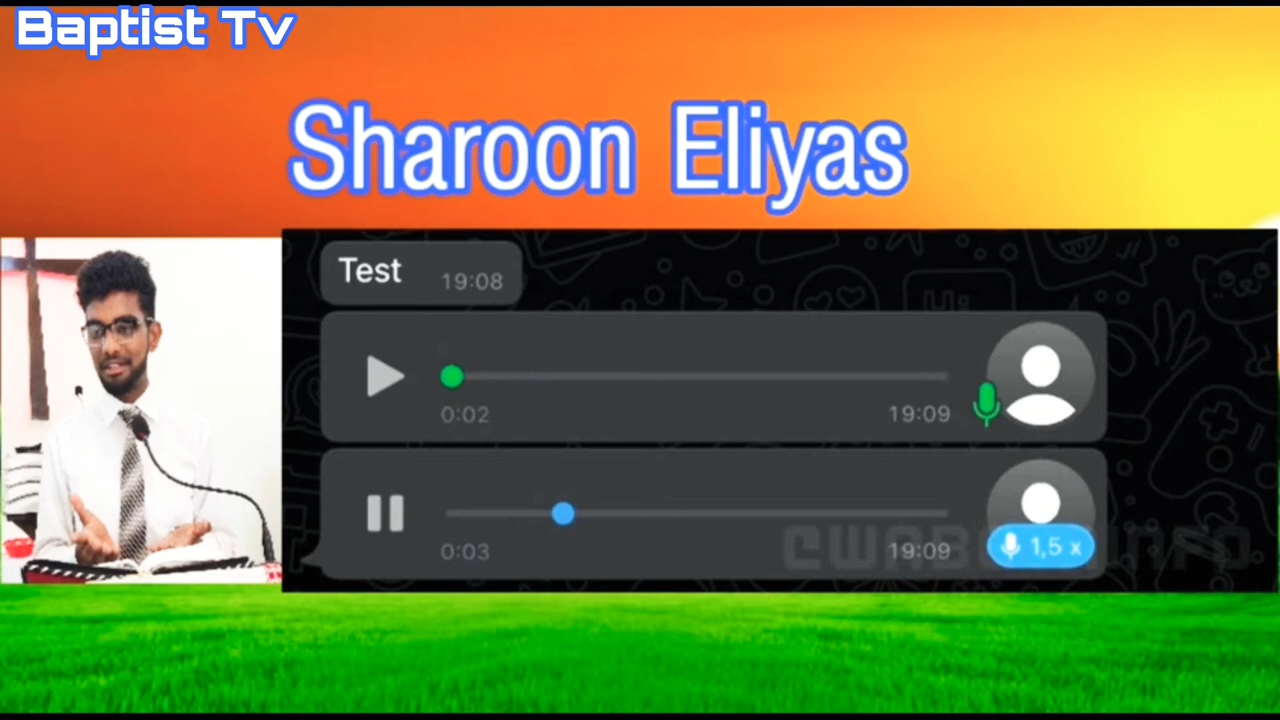 Baptist Tv
Sharoon Eliyas
Test 19:08
0:02 19:09
0:03 19:09 1,5 x